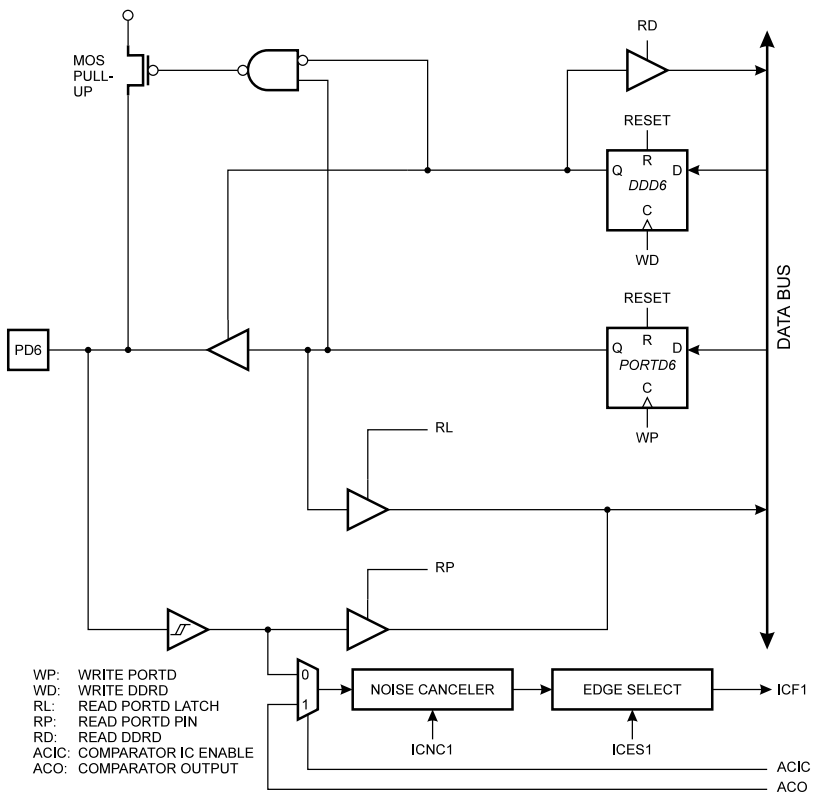 RD
MOS
PULL-
UP
RESET
R
Q
D
DDD6
C
WD
RESET
R
Q
D
PORTD6
C
WP
PD6
DATA BUS
RL
RP
WP: WRITE PORTD
WD: WRITE DDRD
RL: READ PORTD LATCH
RP: READ PORTD PIN
RD: READ DDRD
ACIC: COMPARATOR IC ENABLE
ACO: COMPARATOR OUTPUT
0
1
NOISE CANCELER
EDGE SELECT
ICF1
ICNC1
ICES1
ACIC
ACO